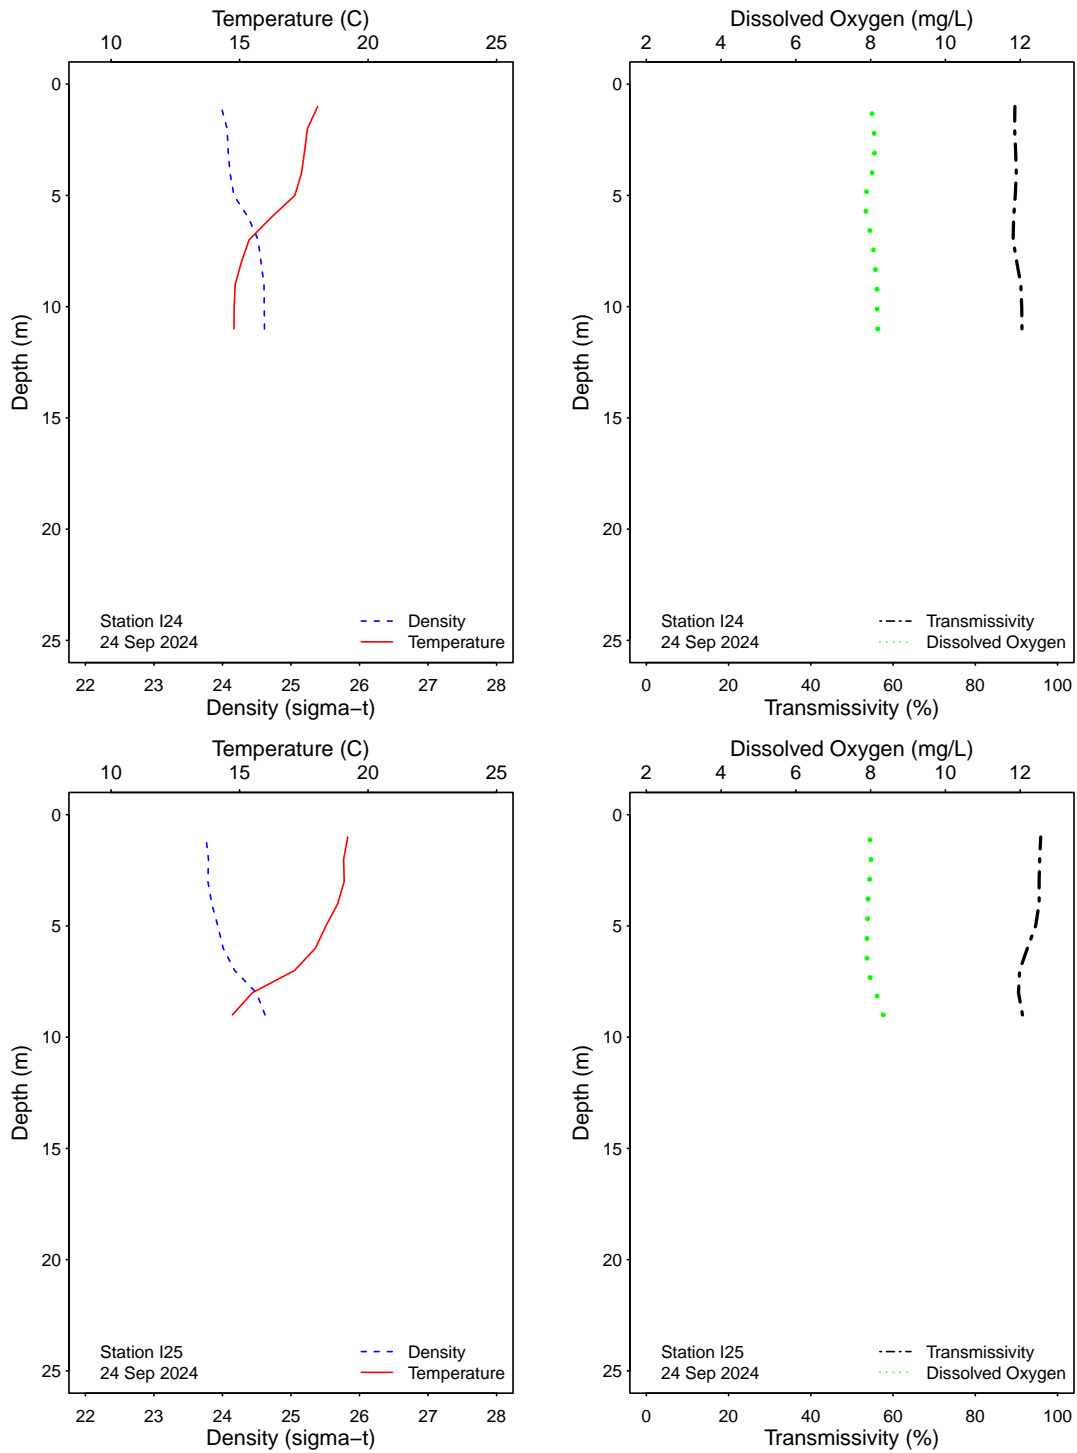 Temperature (C)
10 15 20 25
0
5
10
15
20
25
Depth (m)
Station I24
24 Sep 2024
Density
Temperature
22 23 24 25 26 27 28
Density (sigma−t)
Dissolved Oxygen (mg/L)
2 4 6 8 10 12
0
5
10
15
20
25
Depth (m)
Station I24
24 Sep 2024
Transmissivity
Dissolved Oxygen
0 20 40 60 80 100
Transmissivity (%)
Temperature (C)
10 15 20 25
0
5
10
15
20
25
Depth (m)
Station I25
24 Sep 2024
Density
Temperature
22 23 24 25 26 27 28
Density (sigma−t)
Dissolved Oxygen (mg/L)
2 4 6 8 10 12
0
5
10
15
20
25
Depth (m)
Station I25
24 Sep 2024
Transmissivity
Dissolved Oxygen
0 20 40 60 80 100
Transmissivity (%)